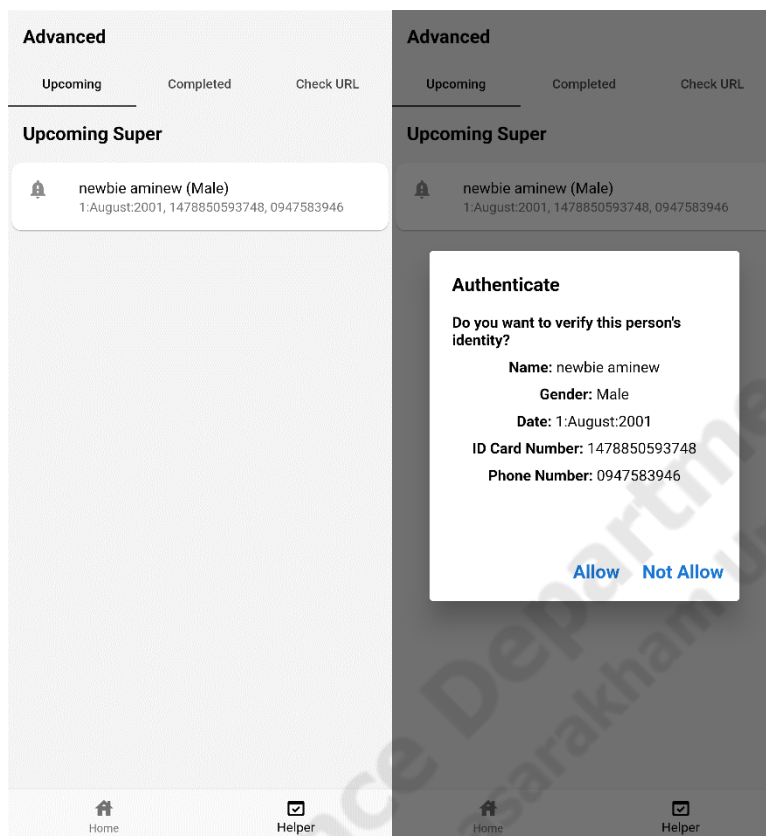 Advanced
Upcoming Completed Check URL
Upcoming Super
newbie aminew (Male)
1:August:2001, 1478850593748, 0947583946
Home Helper
Advanced
Upcoming Completed Check URL
Upcoming Super
newbie aminew (Male)
1:August:2001, 1478850593748, 0947583946
Authenticate
Do you want to verify this person's
identity?
Name: newbie aminew
Gender: Male
Date: 1:August:2001
ID Card Number: 1478850593748
Phone Number: 0947583946
Allow Not Allow
Home Helper